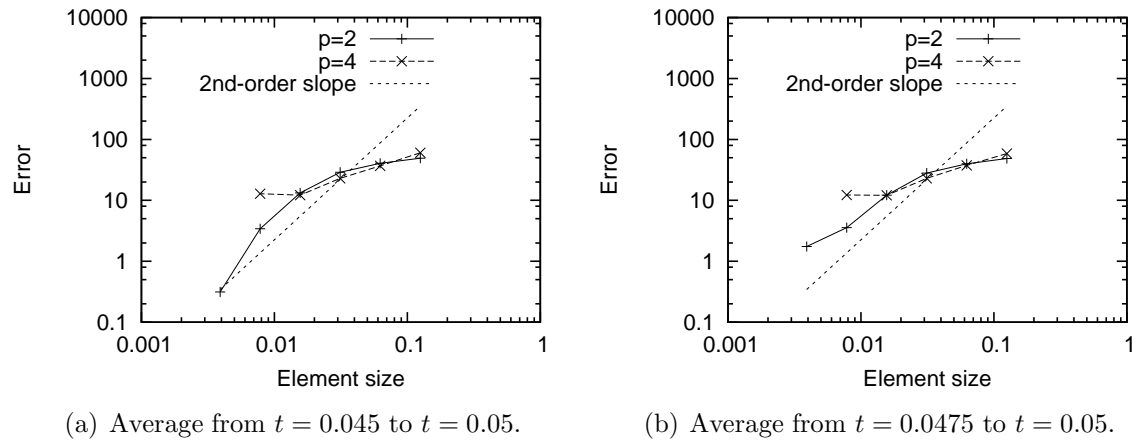 10000
1000
100
10
1
0.1
0.001
0.01
0.1
1
Error
Element size
p=2
p=4
2nd-order slope
(a) Average from t = 0.045 to t = 0.05.
10000
1000
100
10
1
0.1
0.001
0.01
0.1
1
Error
Element size
p=2
p=4
2nd-order slope
(b) Average from t = 0.0475 to t = 0.05.